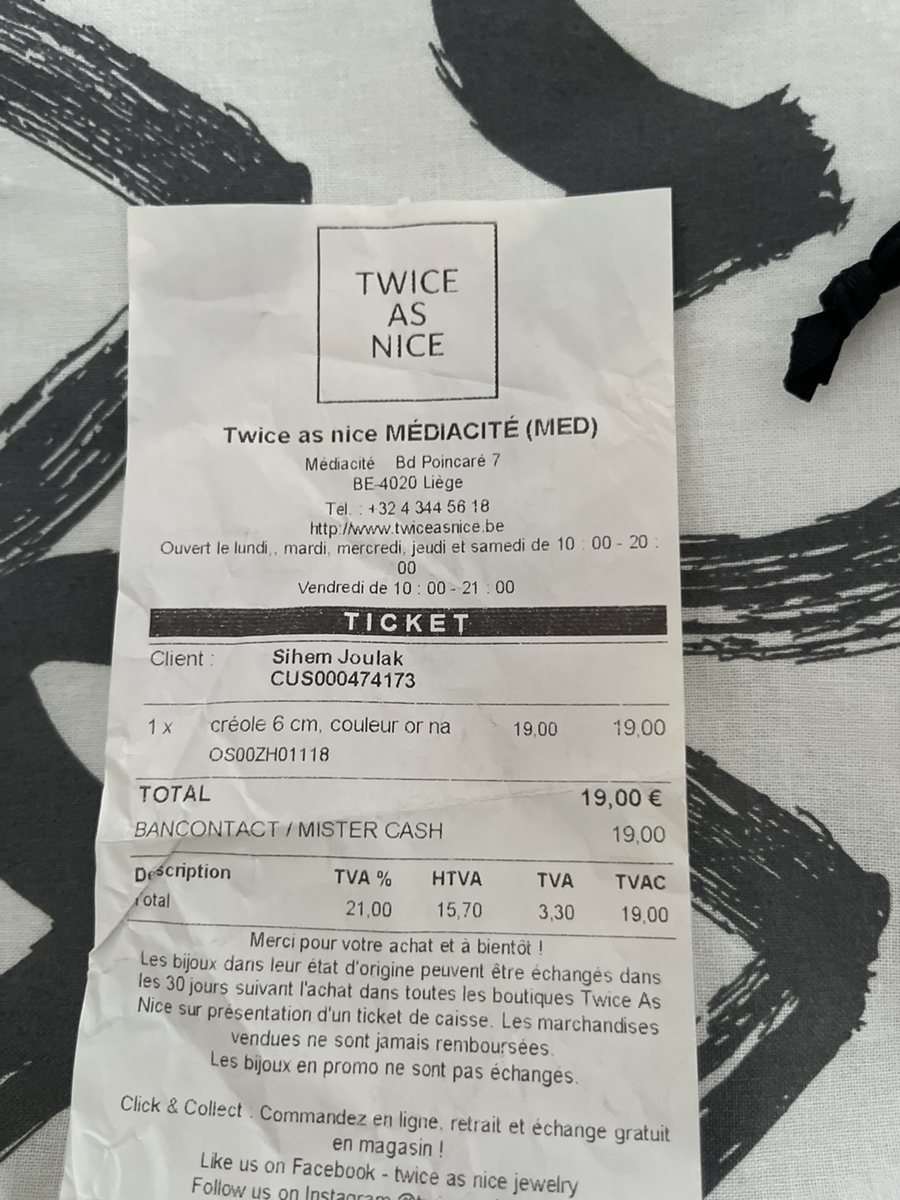 TWICE
AS
NICE
Twice as nice MÉDIACITÉ (MED)
Médiacité Bd Poincaré 7
BE-4020 Liège
Tél. : +32 4 344 56 18
http://www.twiceasnice.be
Ouvert le lundi,, mardi, mercredi, jeudi et samedi de 10 : 00 - 20 :
00
Vendredi de 10 : 00 - 21 : 00
TICKET
Client : Sihem Joulak
CUS000474173
1 x créole 6 cm, couleur or na 19,00 19,00
OS00ZH01118
TOTAL 19,00 €
BANCONTACT / MISTER CASH 19,00
Description TVA % HTVA TVA TVAC
Total 21,00 15,70 3,30 19,00
Merci pour votre achat et à bientôt !
Les bijoux dans leur état d'origine peuvent être échangés dans
les 30 jours suivant l'achat dans toutes les boutiques Twice As
Nice sur présentation d'un ticket de caisse. Les marchandises
vendues ne sont jamais remboursées.
Les bijoux en promo ne sont pas échangés.
Click & Collect : Commandez en ligne, retrait et échange gratuit
en magasin !
Like us on Facebook - twice as nice jewelry
Follow us on Instagram